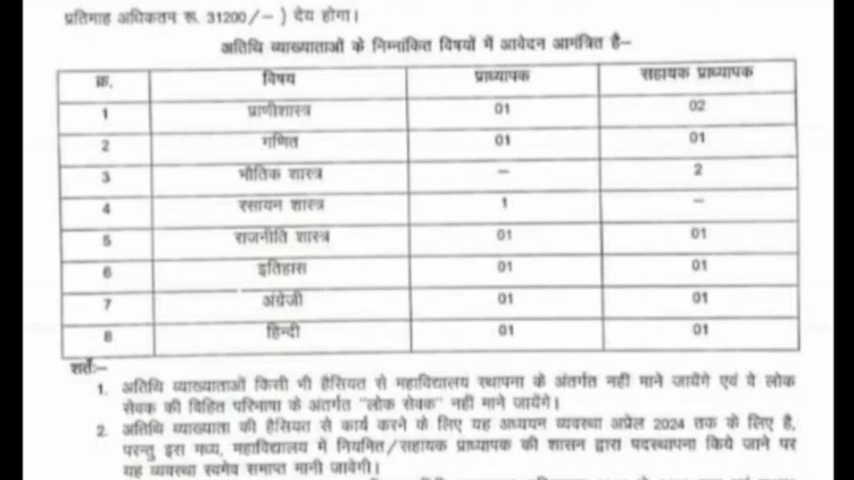 प्रतिमाह अधिकतम रू. 31200/- ) देय होगा।
अतिथि व्याख्याताओं के निम्नांकित विषयों में आवेदन आमंत्रित है–
क्र. विषय प्राध्यापक सहायक प्राध्यापक
1 प्राणीशास्त्र 01 02
2 गणित 01 01
3 भौतिक शास्त्र – 2
4 रसायन शास्त्र 1 –
5 राजनीति शास्त्र 01 01
6 इतिहास 01 01
7 अंग्रेजी 01 01
8 हिन्दी 01 01
शर्तेः–
1. अतिथि व्याख्याताओं किसी भी हैसियत से महाविद्यालय स्थापना के अंतर्गत नहीं माने जायेंगे एवं ये लोक
सेवक की विहित परिभाषा के अंतर्गत "लोक सेवक" नहीं माने जायेंगे।
2. अतिथि व्याख्याता की हैसियत से कार्य करने के लिए यह अध्ययन व्यवस्था अप्रेल 2024 तक के लिए है,
परन्तु इस मध्य, महाविद्यालय में नियमित/सहायक प्राध्यापक की शासन द्वारा पदस्थापना किये जाने पर
यह व्यवस्था स्वमेव समाप्त मानी जावेगी।